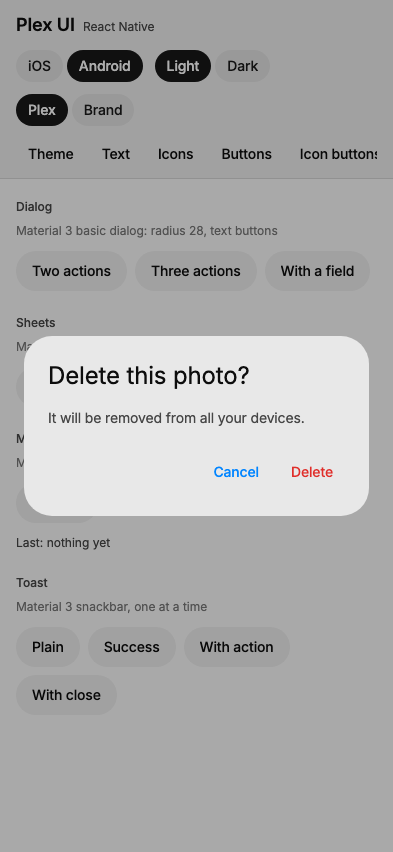 Plex UI React Native
iOS Android Light Dark
Plex Brand
Theme Text Icons Buttons Icon buttons
Dialog
Material 3 basic dialog: radius 28, text buttons
Two actions Three actions With a field
Sheets
Delete this photo?
It will be removed from all your devices.
Cancel Delete
Last: nothing yet
Toast
Material 3 snackbar, one at a time
Plain Success With action
With close